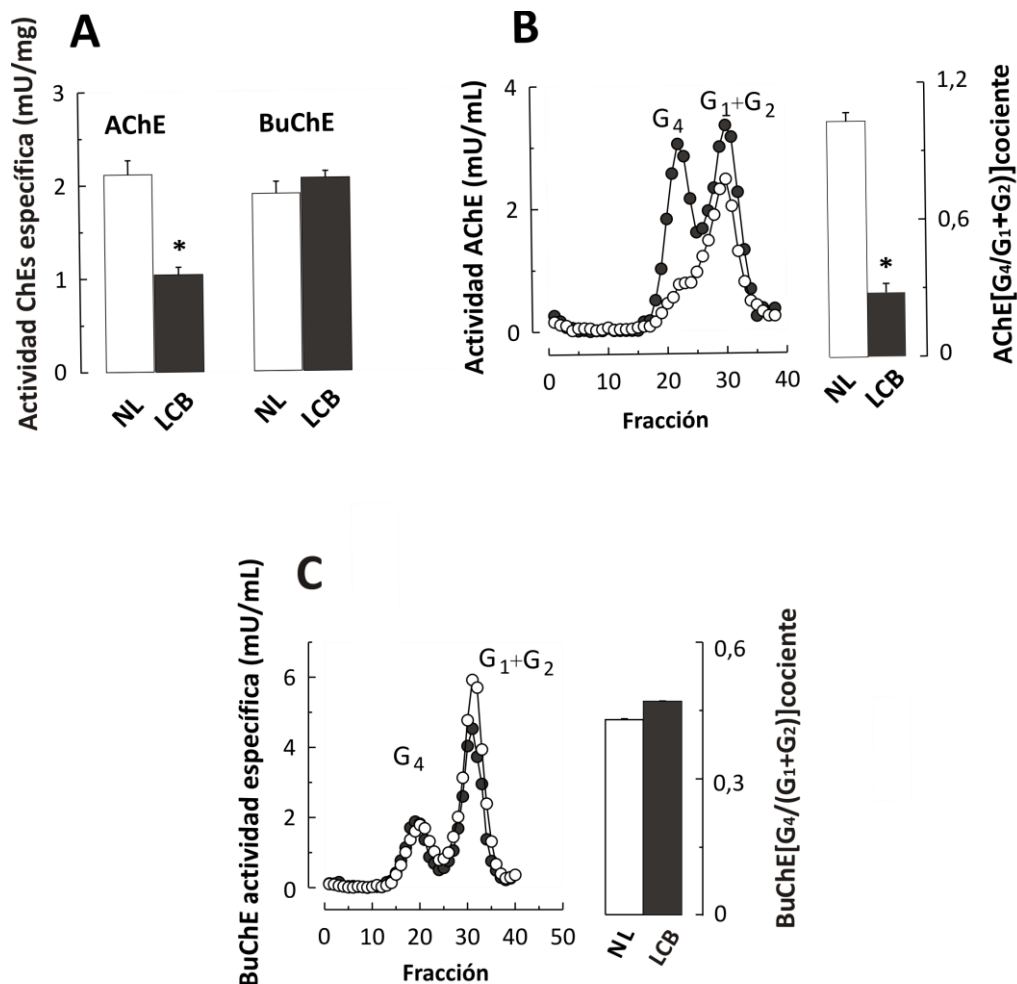 A
Actividad ChEs específica (mU/mg)
3
2
1
0
AChE
BuChE
*
NL
LCB
NL
LCB
B
Actividad AChE (mU/mL)
4
2
0
G4
G1+G2
0
10
20
30
40
Fracción
*
NL
LCB
1,2
0,6
0
AChE[G4/G1+G2)]cociente
C
BuChE actividad específica (mU/mL)
6
4
2
0
G4
G1+G2
0
10
20
30
40
50
Fracción
NL
LCB
0,6
0,3
0
BuChE[G4/(G1+G2)]cociente